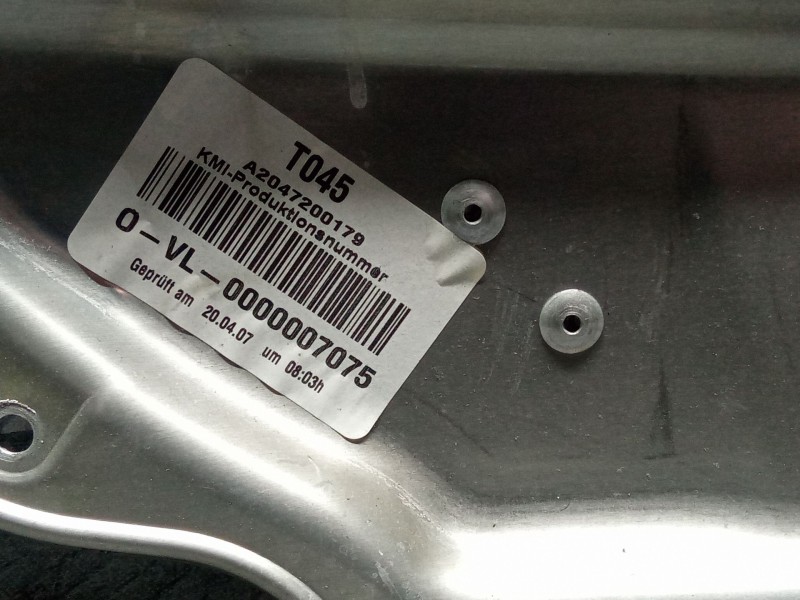 T045
A2047200179
KMI-Produktionsnummer
0-VL-0000007075
Geprüft am 20.04.07 um 08:03h